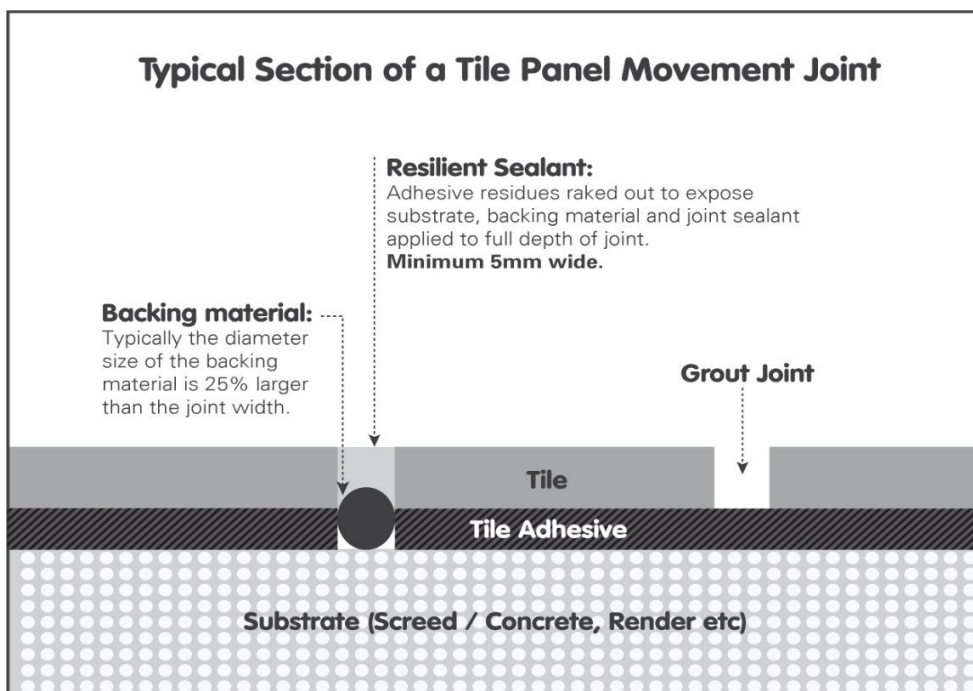 Typical Section of a Tile Panel Movement Joint
Resilient Sealant:
Adhesive residues raked out to expose
substrate, backing material and joint sealant
applied to full depth of joint.
Minimum 5mm wide.
Backing material:
Typically the diameter
size of the backing
material is 25% larger
than the joint width.
Grout Joint
Tile
Tile Adhesive
Substrate (Screed / Concrete, Render etc)